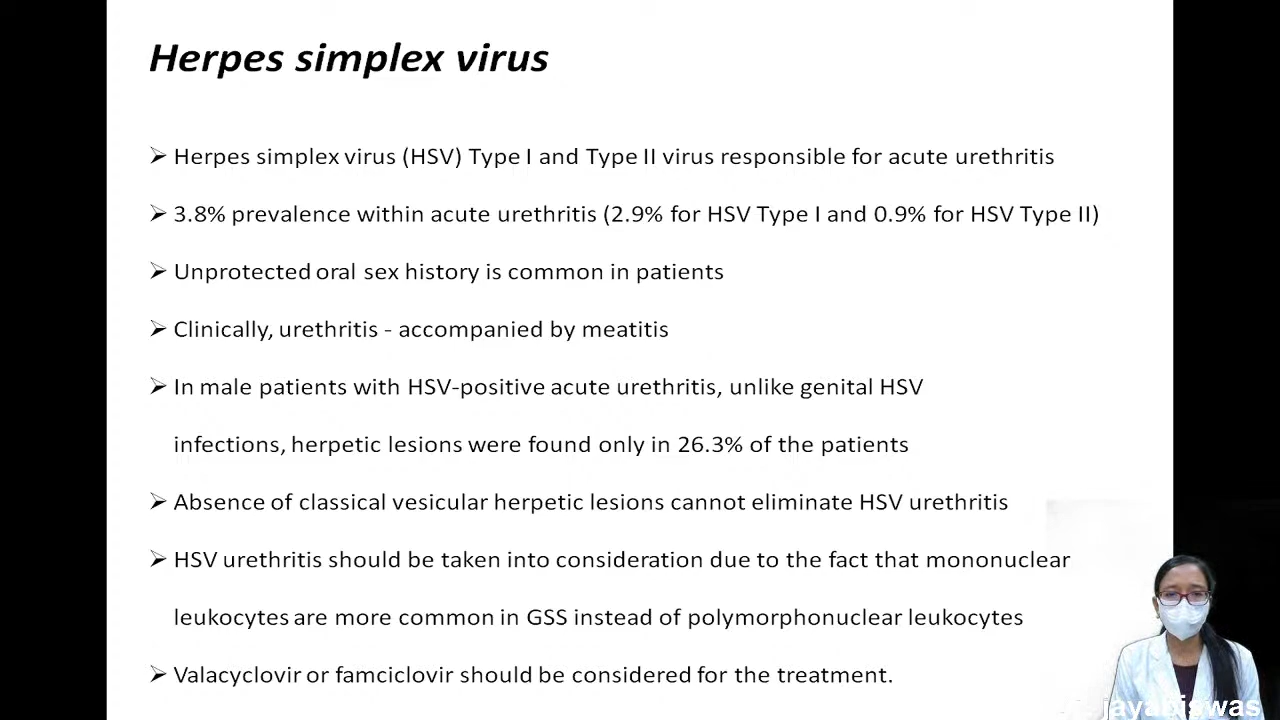 Herpes simplex virus
➢ Herpes simplex virus (HSV) Type I and Type II virus responsible for acute urethritis
➢ 3.8% prevalence within acute urethritis (2.9% for HSV Type I and 0.9% for HSV Type II)
➢ Unprotected oral sex history is common in patients
➢ Clinically, urethritis - accompanied by meatitis
➢ In male patients with HSV-positive acute urethritis, unlike genital HSV
infections, herpetic lesions were found only in 26.3% of the patients
➢ Absence of classical vesicular herpetic lesions cannot eliminate HSV urethritis
➢ HSV urethritis should be taken into consideration due to the fact that mononuclear
leukocytes are more common in GSS instead of polymorphonuclear leukocytes
➢ Valacyclovir or famciclovir should be considered for the treatment.